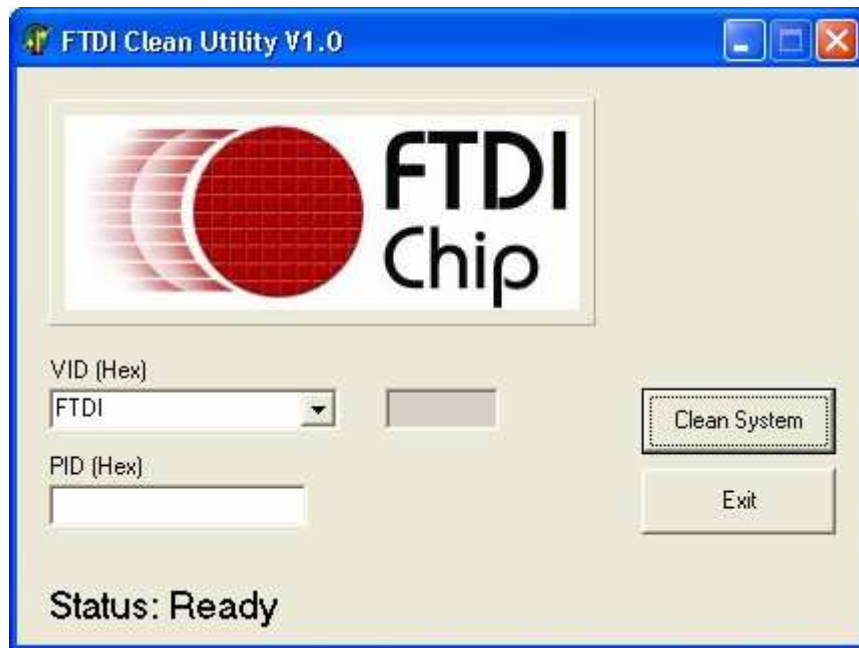 FTDI Clean Utility V1.0
FTDI
Chip
VID (Hex)
FTDI
Clean System
PID (Hex)
Exit
Status: Ready